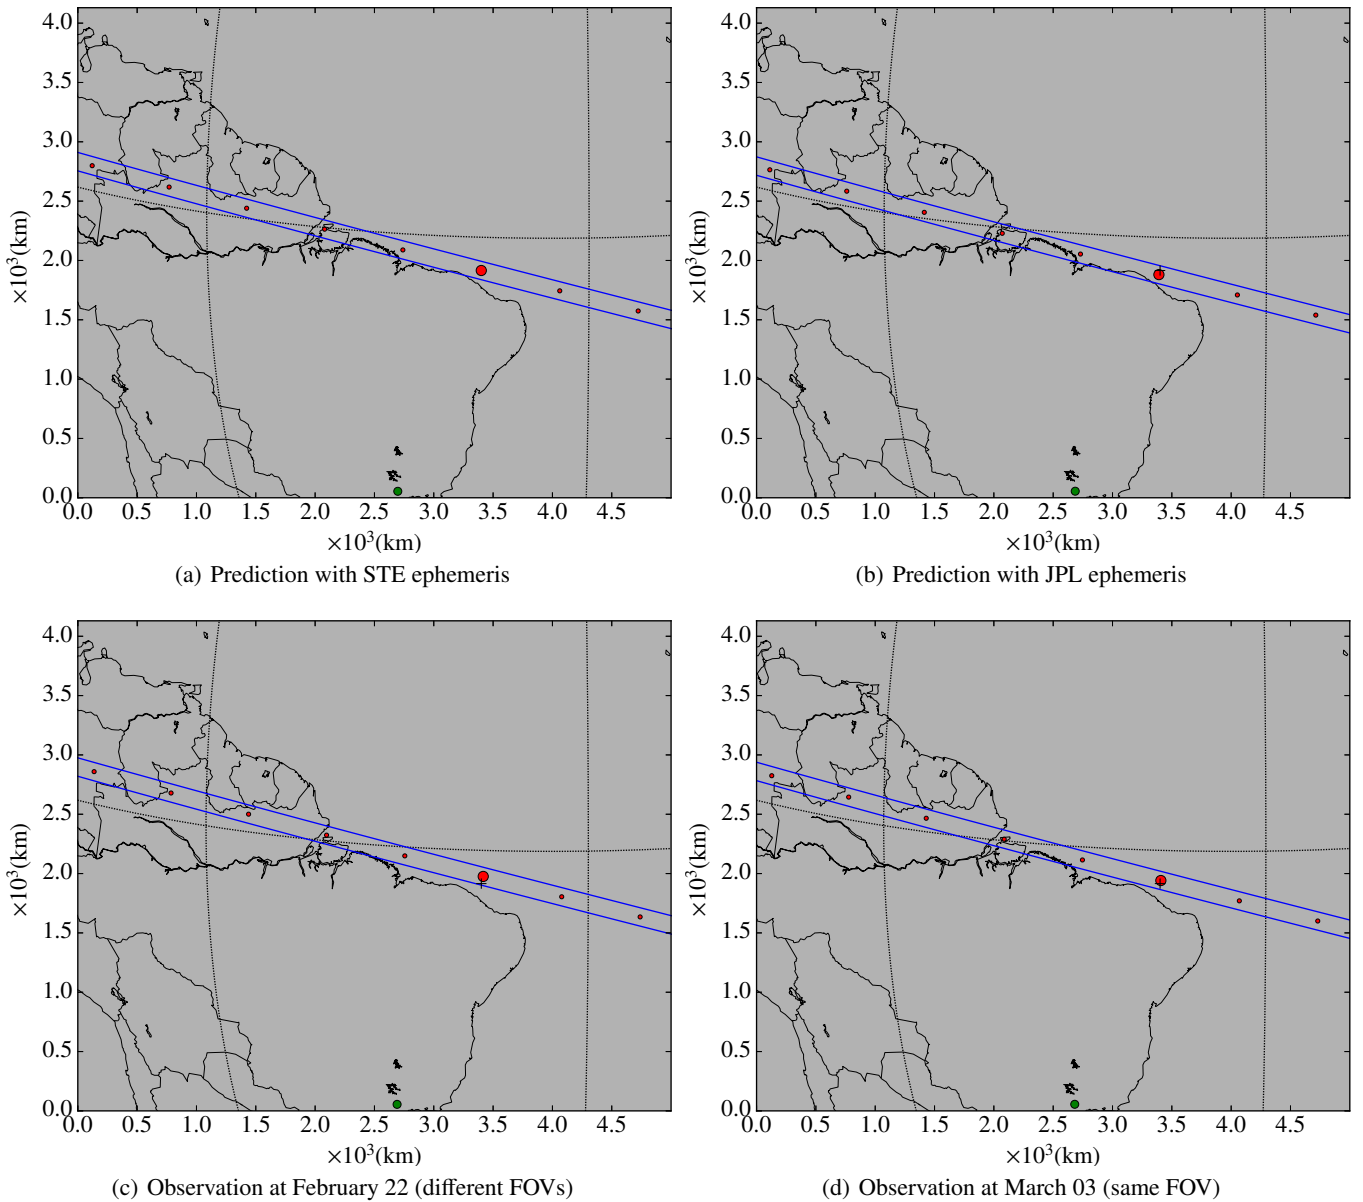 4.0
3.5
3.0
2.5
2.0
1.5
1.0
0.5
0.0
×10³(km)
0.0 0.5 1.0 1.5 2.0 2.5 3.0 3.5 4.0 4.5
×10³(km)
(a) Prediction with STE ephemeris
4.0
3.5
3.0
2.5
2.0
1.5
1.0
0.5
0.0
×10³(km)
0.0 0.5 1.0 1.5 2.0 2.5 3.0 3.5 4.0 4.5
×10³(km)
(b) Prediction with JPL ephemeris
4.0
3.5
3.0
2.5
2.0
1.5
1.0
0.5
0.0
×10³(km)
0.0 0.5 1.0 1.5 2.0 2.5 3.0 3.5 4.0 4.5
×10³(km)
(c) Observation at February 22 (different FOVs)
4.0
3.5
3.0
2.5
2.0
1.5
1.0
0.5
0.0
×10³(km)
0.0 0.5 1.0 1.5 2.0 2.5 3.0 3.5 4.0 4.5
×10³(km)
(d) Observation at March 03 (same FOV)